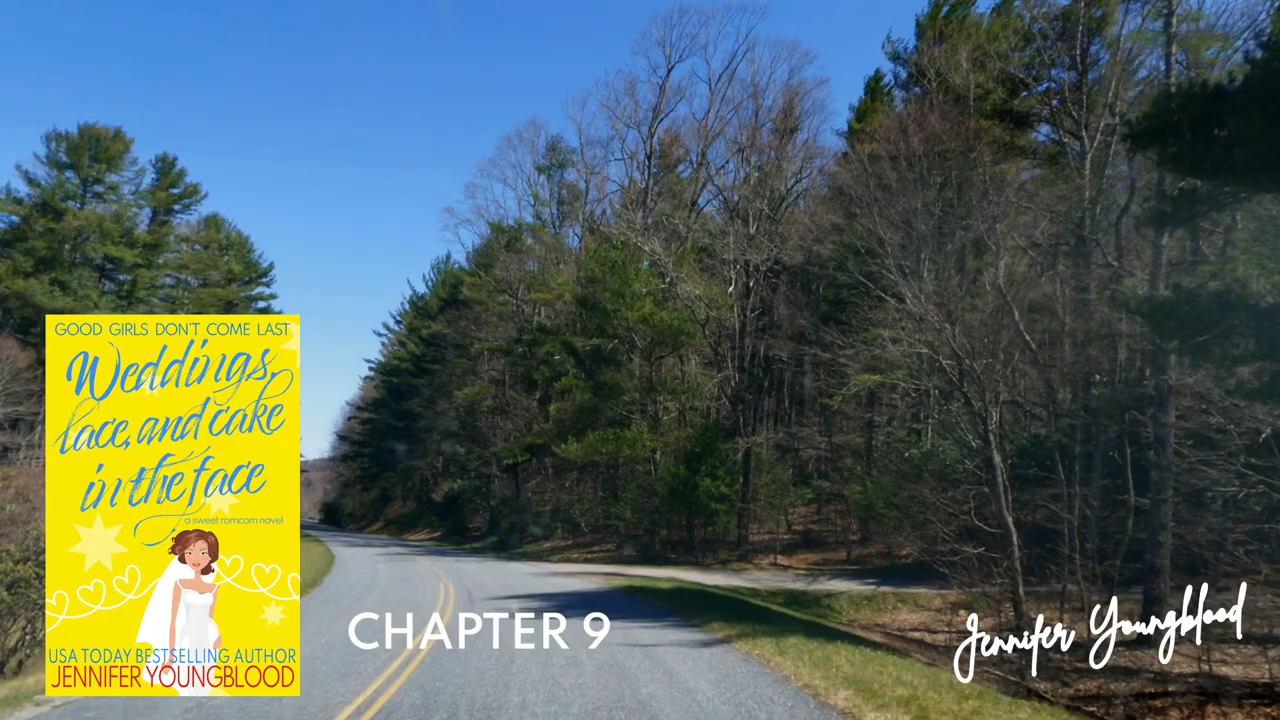 GOOD GIRLS DON'T COME LAST
Weddings,
lace, and cake
in the face
a sweet romcom novel
USA TODAY BESTSELLING AUTHOR
JENNIFER YOUNGBLOOD
CHAPTER 9
Jennifer Youngblood